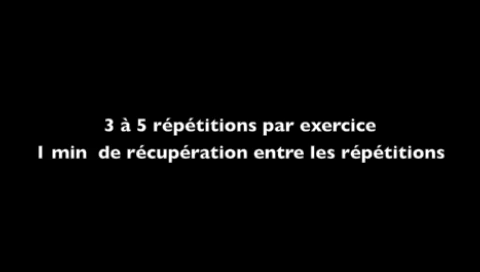 3 à 5 répétitions par exercice
1 min de récupération entre les répétitions